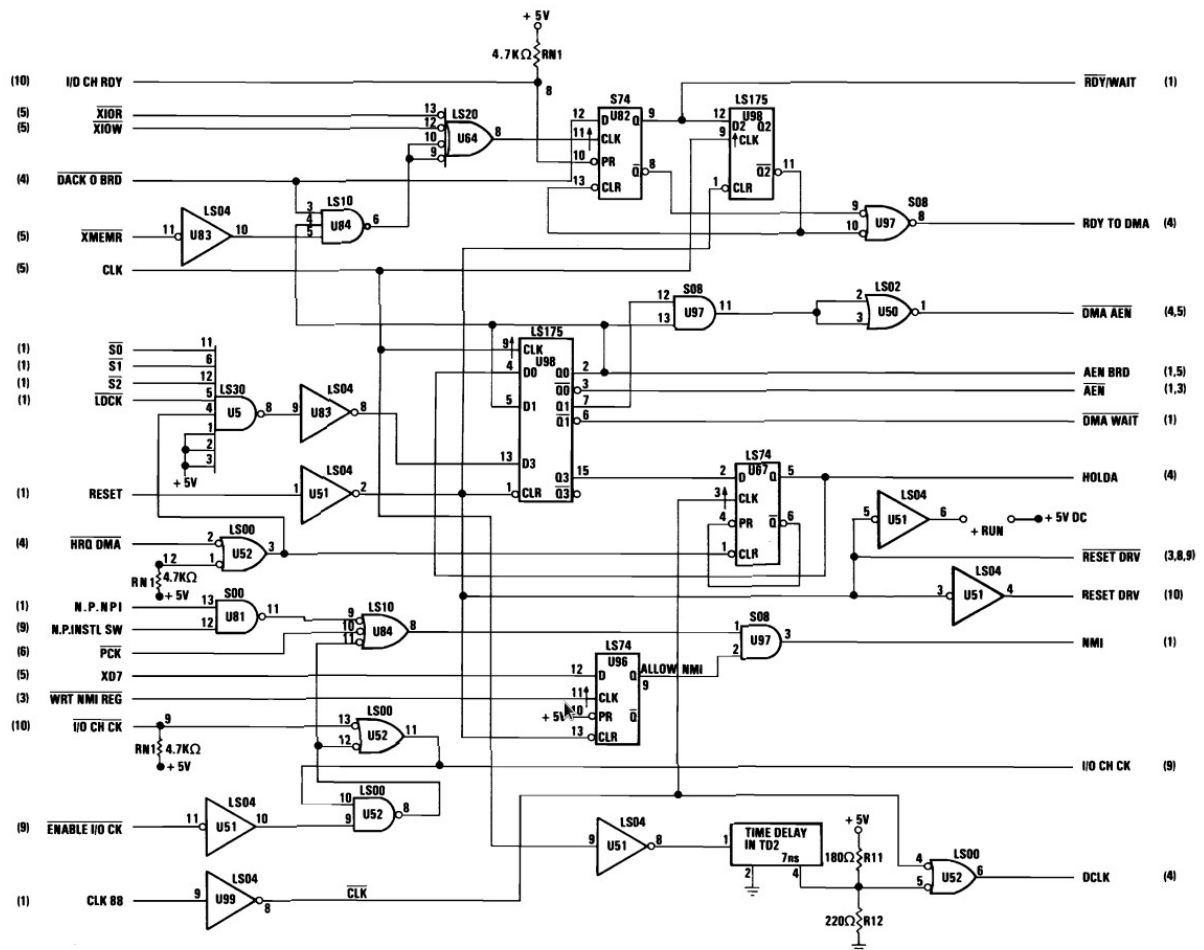 + 5V
4.7KΩ RN1
8
(10) I/O CH RDY
(5) XIOR
(5) XIOW
13 LS20
12
10
9
U64
8
S74
U82
12 D Q 9
11 CLK
10 PR
13 CLR Q 8
LS175
U98
12 D2 Q2
9 CLK
Q2 11
1 CLR
RDY/WAIT (1)
(4) DACK 0 BRD
LS10
3
4
5
U84
6
(5) XMEMR
11 LS04
U83
10
S08
9
10
U97
8
RDY TO DMA (4)
(5) CLK
S08
12
13
U97
11
LS02
2
3
U50
1
DMA AEN (4,5)
LS175
U98
9 CLK
4 D0 Q0 2
Q0 3
Q1 7
5 D1 Q1 6
13 D3 Q3 15
1 CLR Q3
AEN BRD (1,5)
AEN (1,3)
DMA WAIT (1)
(1) S0 11
(1) S1 6
(1) S2 12
(1) LDCK 5
4
1
2
3
+ 5V
LS30
U5
8
LS04
9 U83 8
(1) RESET
LS04
1 U51 2
LS74
U67
2 D Q 5
3 CLK
4 PR Q 6
1 CLR
HOLDA (4)
LS04
5 U51 6
+ RUN
+ 5V DC
RESET DRV (3,8,9)
LS04
3 U51 4
RESET DRV (10)
(4) HRQ DMA
LS00
2
12 1
U52
3
RN1 4.7KΩ
+ 5V
(1) N.P.NPI
(9) N.P.INSTL SW
S00
13
12
U81
11
(6) PCK
LS10
9
10
11
U84
8
S08
1
2
U97
3
NMI (1)
LS74
U96
12 D Q
ALLOW NMI
9
11 CLK
+ 5V 10 PR Q
13 CLR
(5) XD7
(3) WRT NMI REG
(10) I/O CH CK
9
RN1 4.7KΩ
+ 5V
LS00
13
12
U52
11
I/O CH CK (9)
LS00
10
9
U52
8
(9) ENABLE I/O CK
LS04
11 U51 10
LS04
9 U51 8
1 TIME DELAY
IN TD2
7ns
2 4
+ 5V
180Ω R11
220Ω R12
LS00
4
5
U52
6
DCLK (4)
(1) CLK 88
LS04
9 U99 8
CLK